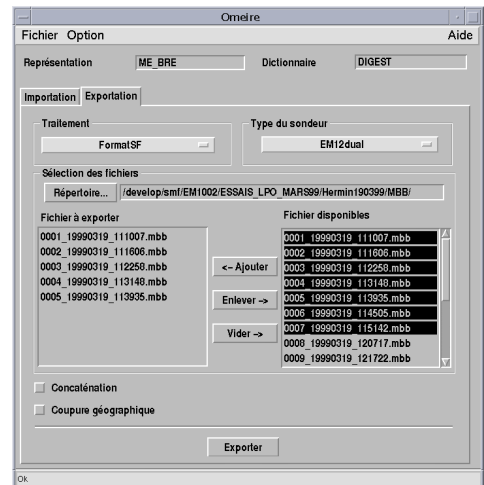 Omeire
Fichier Option Aide
Représentation ME_BRE Dictionnaire DIGEST
Importation Exportation
Traitement
FormatSF
Type du sondeur
EM12dual
Sélection des fichiers
Répertoire... /develop/smf/EM1002/ESSAIS_LPO_MARS99/Hermin190399/MBB/
Fichier à exporter
0001_19990319_111007.mbb
0002_19990319_111606.mbb
0003_19990319_112258.mbb
0004_19990319_113148.mbb
0005_19990319_113935.mbb
<- Ajouter
Enlever ->
Vider ->
Fichier disponibles
0001_19990319_111007.mbb
0002_19990319_111606.mbb
0003_19990319_112258.mbb
0004_19990319_113148.mbb
0005_19990319_113935.mbb
0006_19990319_114505.mbb
0007_19990319_115142.mbb
0008_19990319_120717.mbb
0009_19990319_121722.mbb
Concaténation
Coupure géographique
Exporter
Ok